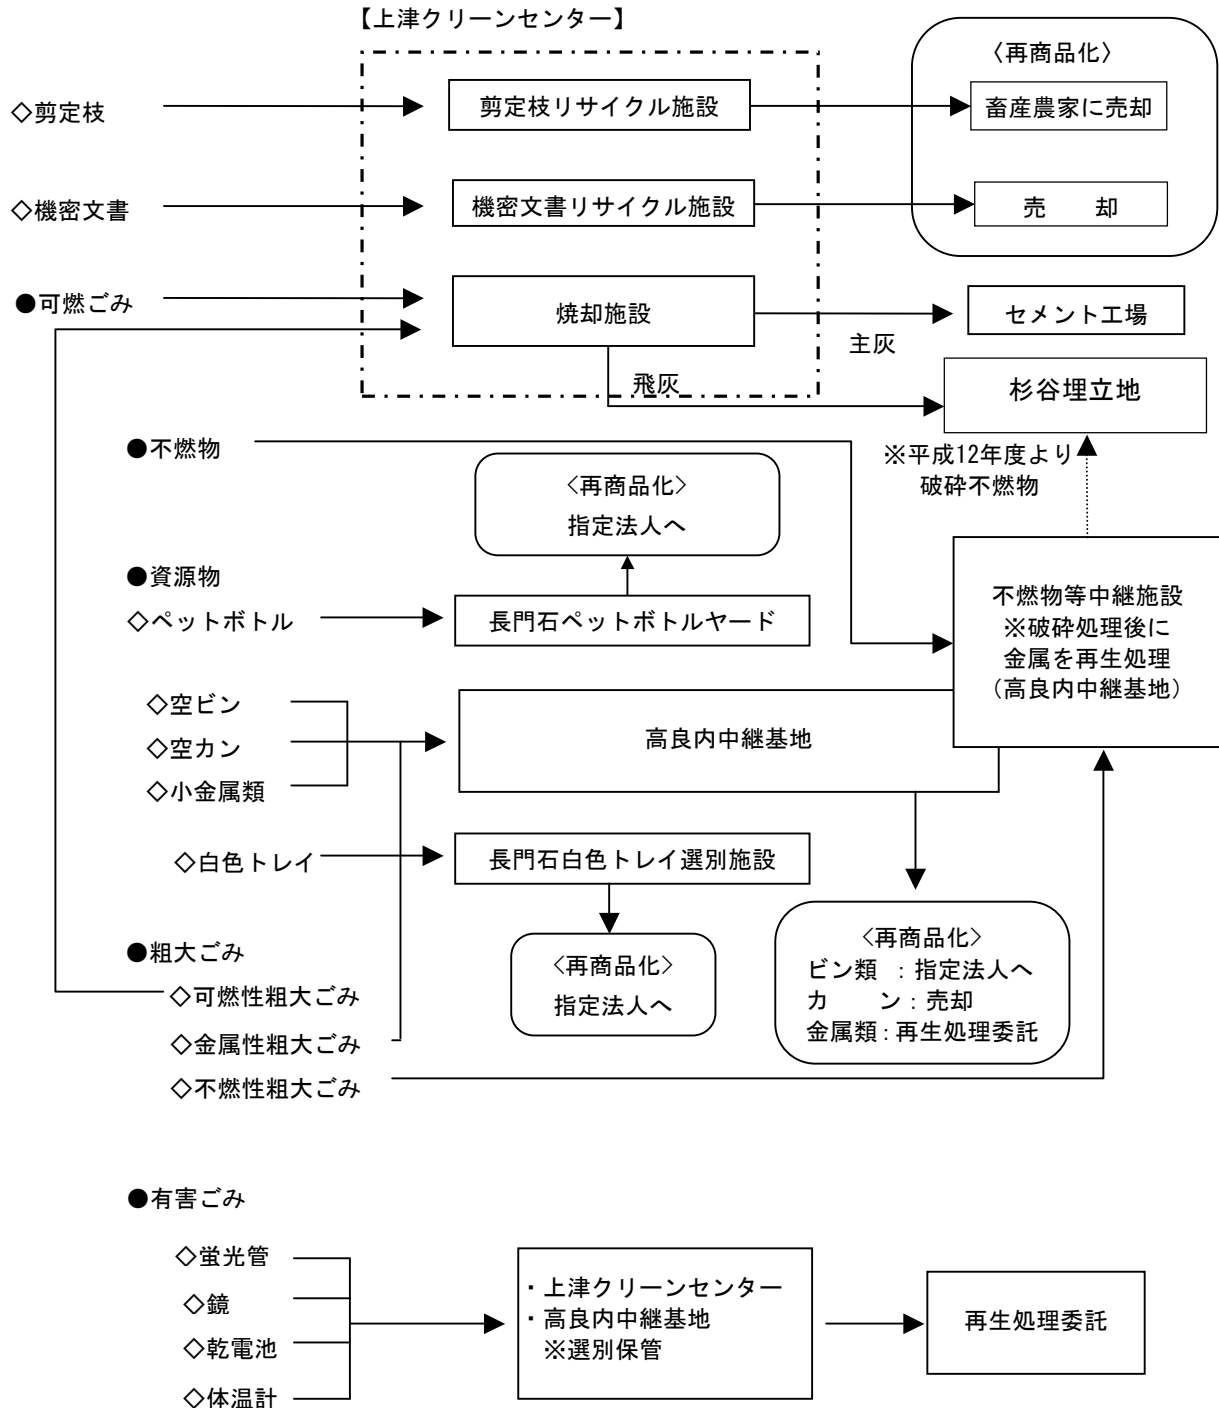 【上津クリーンセンター】
〈再商品化〉
◇剪定枝
剪定枝リサイクル施設
畜産農家に売却
◇機密文書
機密文書リサイクル施設
売　　却
●可燃ごみ
焼却施設
セメント工場
主灰
飛灰
杉谷埋立地
●不燃物
※平成12年度より
破砕不燃物
〈再商品化〉
指定法人へ
●資源物
◇ペットボトル
長門石ペットボトルヤード
不燃物等中継施設
※破砕処理後に
金属を再生処理
（高良内中継基地）
◇空ビン
◇空カン
◇小金属類
高良内中継基地
◇白色トレイ
長門石白色トレイ選別施設
●粗大ごみ
〈再商品化〉
指定法人へ
〈再商品化〉
ビン類　：指定法人へ
カ　　ン：売却
金属類：再生処理委託
◇可燃性粗大ごみ
◇金属性粗大ごみ
◇不燃性粗大ごみ
●有害ごみ
◇蛍光管
◇鏡
◇乾電池
◇体温計
・上津クリーンセンター
・高良内中継基地
※選別保管
再生処理委託